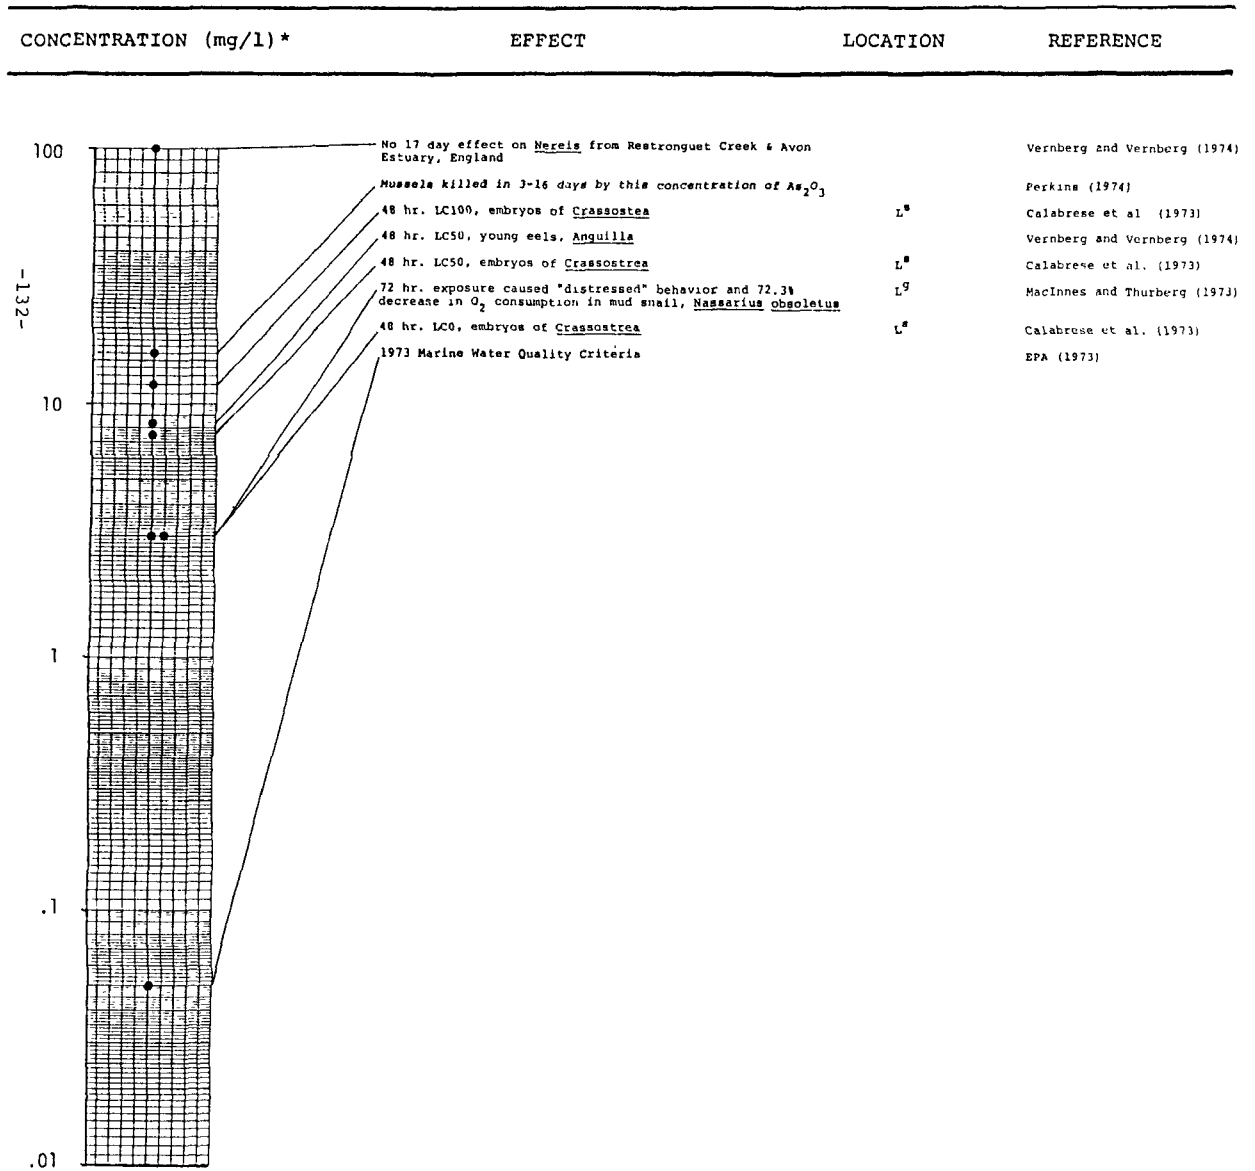 CONCENTRATION (mg/l)* EFFECT LOCATION REFERENCE
100 No 17 day effect on Nereis from Restronguet Creek & Avon Vernberg and Vernberg (1974)
Estuary, England
Mussels killed in 3-16 days by this concentration of As2O3 Perkins (1974)
48 hr. LC100, embryos of Crassostea Ls Calabrese et al (1973)
48 hr. LC50, young eels, Anguilla Vernberg and Vernberg (1974)
48 hr. LC50, embryos of Crassostrea Ls Calabrese et al. (1973)
72 hr. exposure caused "distressed" behavior and 72.3% Lg MacInnes and Thurberg (1973)
decrease in O2 consumption in mud snail, Nassarius obsoletus
48 hr. LC0, embryos of Crassostrea Ls Calabrese et al. (1973)
1973 Marine Water Quality Criteria EPA (1973)
-132-
10
1
.1
.01